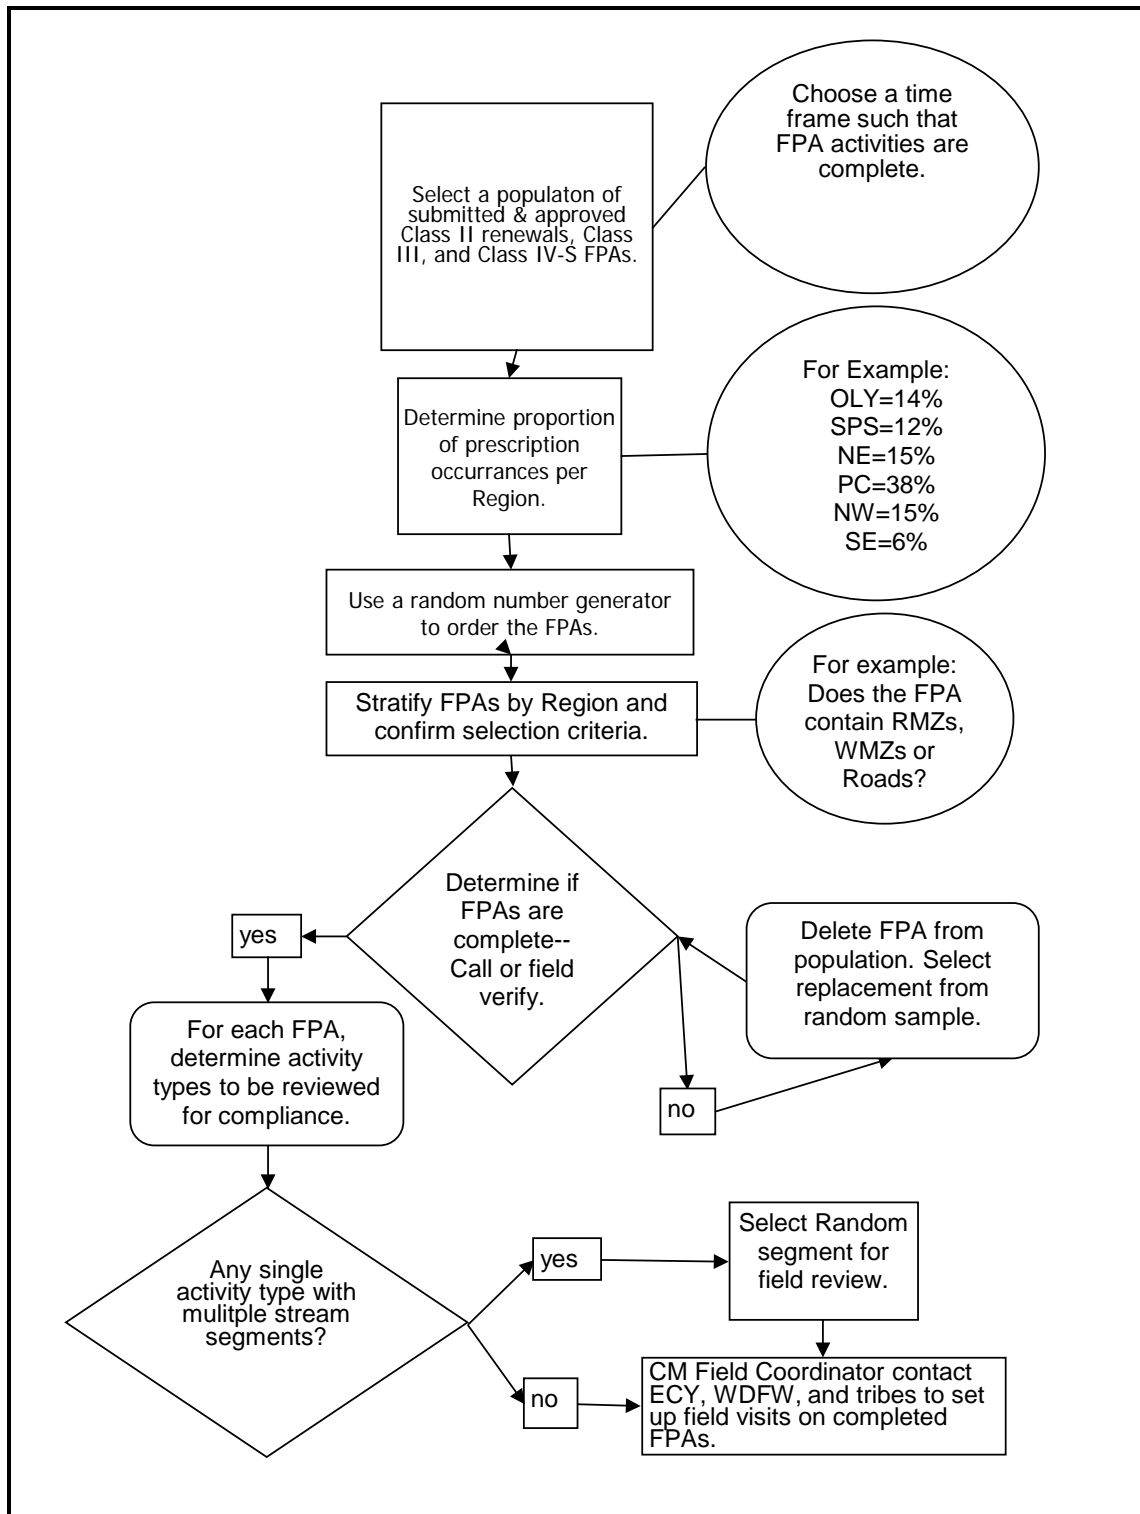 Choose a time
frame such that
FPA activities are
complete.
Select a populaton of
submitted & approved
Class II renewals, Class
III, and Class IV-S FPAs.
For Example:
OLY=14%
SPS=12%
NE=15%
PC=38%
NW=15%
SE=6%
Determine proportion
of prescription
occurrances per
Region.
Use a random number generator
to order the FPAs.
For example:
Does the FPA
contain RMZs,
WMZs or
Roads?
Stratify FPAs by Region and
confirm selection criteria.
Determine if
FPAs are
complete--
Call or field
verify.
yes
Delete FPA from
population. Select
replacement from
random sample.
For each FPA,
determine activity
types to be reviewed
for compliance.
no
Any single
activity type with
mulitple stream
segments?
yes
Select Random
segment for
field review.
no
CM Field Coordinator contact
ECY, WDFW, and tribes to set
up field visits on completed
FPAs.